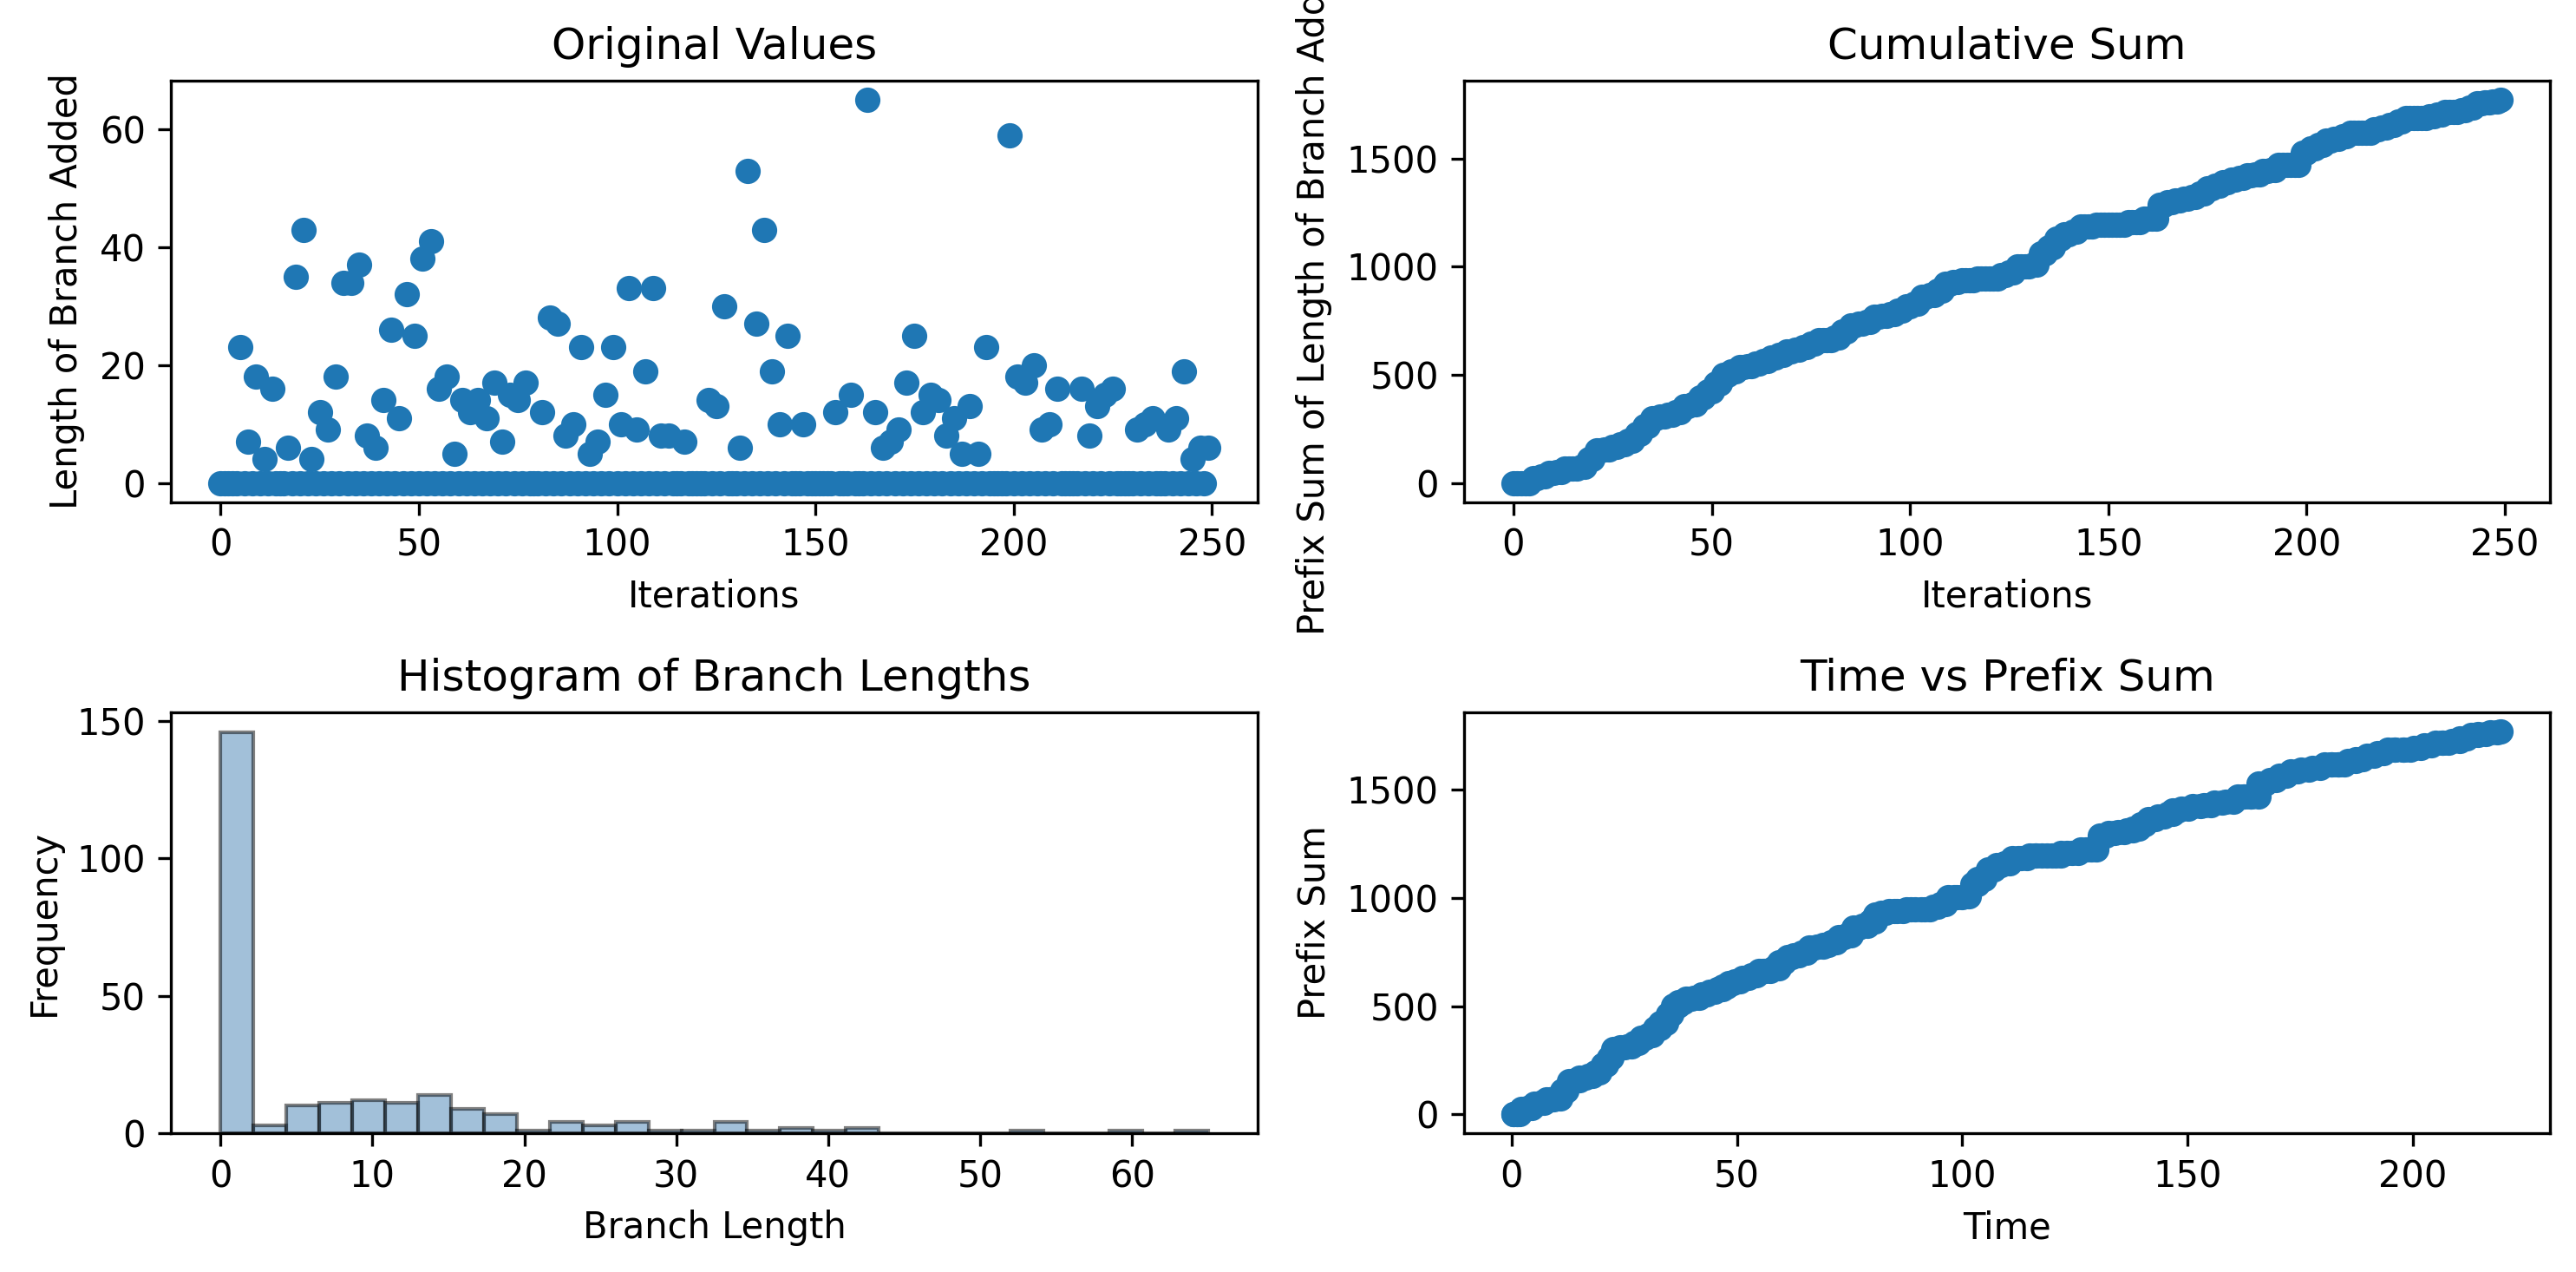 Original Values
Length of Branch Added
60
40
20
0
0 50 100 150 200 250
Iterations
Cumulative Sum
Prefix Sum of Length of Branch
1500
1000
500
0
0 50 100 150 200 250
Iterations
Histogram of Branch Lengths
Frequency
150
100
50
0
0 10 20 30 40 50 60
Branch Length
Time vs Prefix Sum
Prefix Sum
1500
1000
500
0
0 50 100 150 200
Time